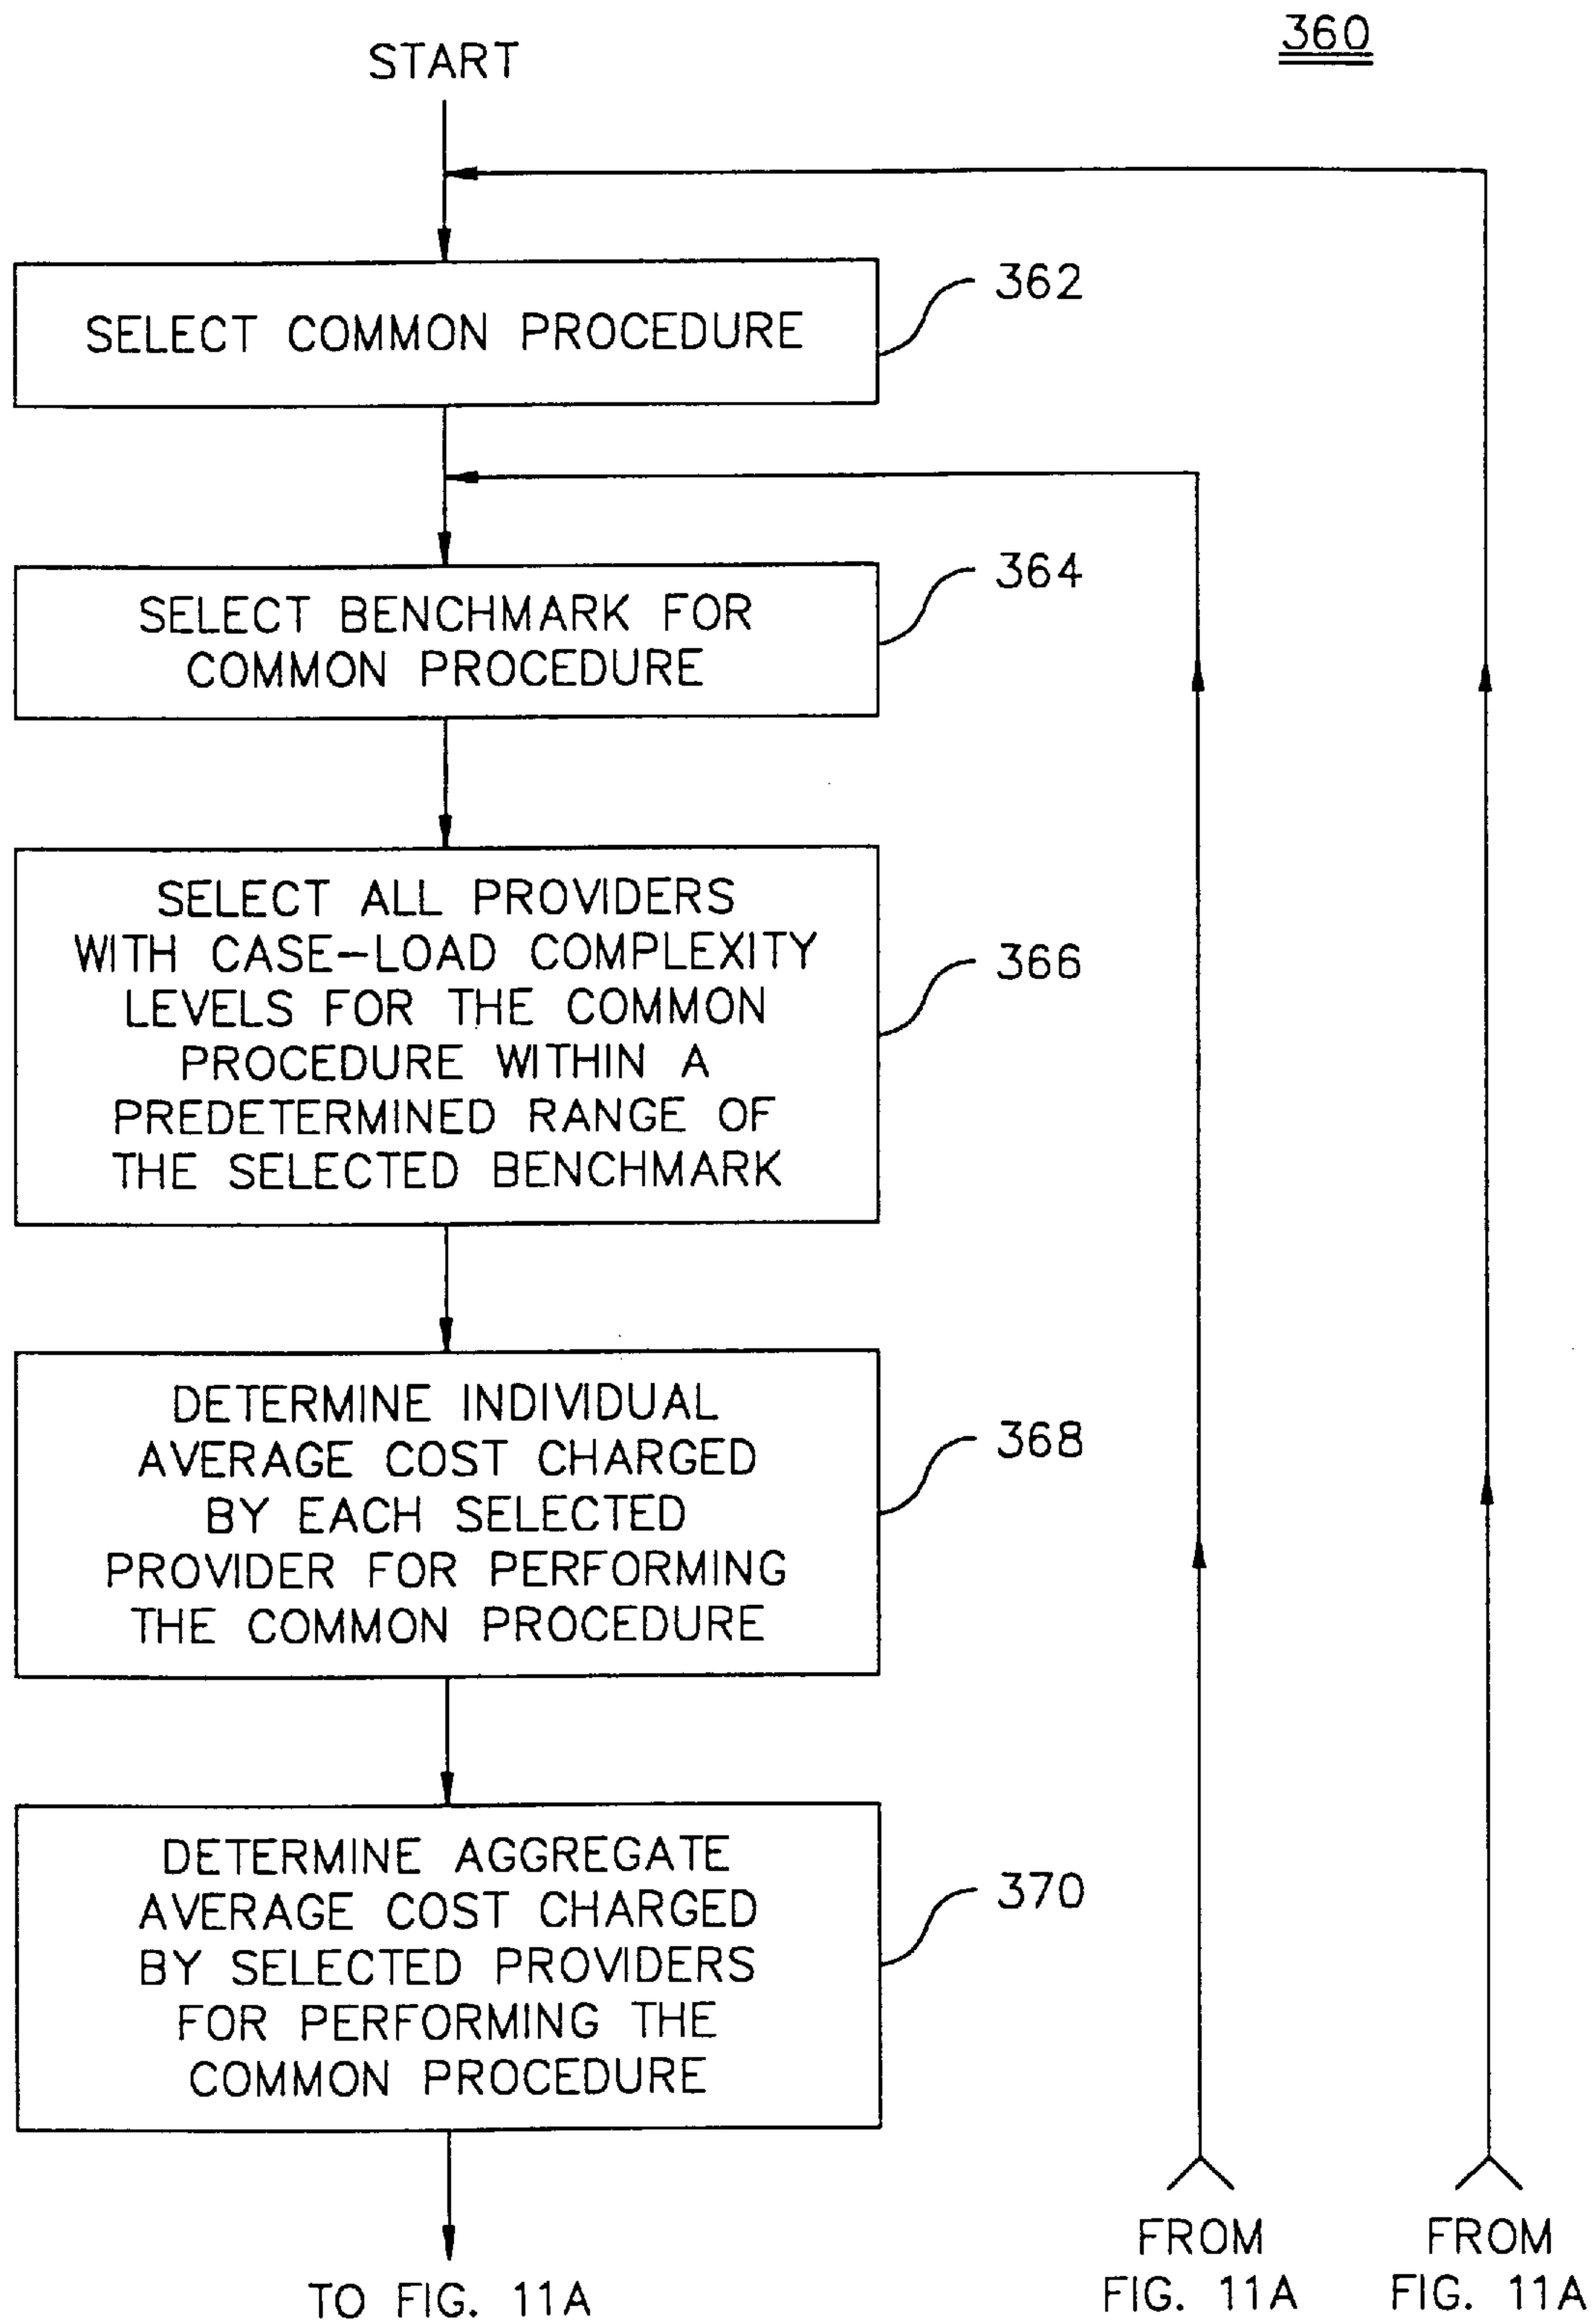 360
START
SELECT COMMON PROCEDURE
362
SELECT BENCHMARK FOR
COMMON PROCEDURE
364
SELECT ALL PROVIDERS
WITH CASE-LOAD COMPLEXITY
LEVELS FOR THE COMMON
PROCEDURE WITHIN A
PREDETERMINED RANGE OF
THE SELECTED BENCHMARK
366
DETERMINE INDIVIDUAL
AVERAGE COST CHARGED
BY EACH SELECTED
PROVIDER FOR PERFORMING
THE COMMON PROCEDURE
368
DETERMINE AGGREGATE
AVERAGE COST CHARGED
BY SELECTED PROVIDERS
FOR PERFORMING THE
COMMON PROCEDURE
370
TO FIG. 11A
FROM
FIG. 11A
FROM
FIG. 11A